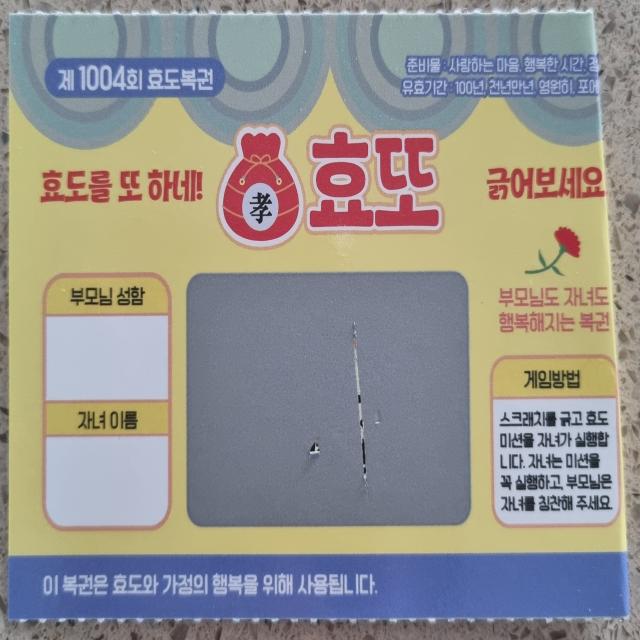 제 1004회 효도복권
준비물 : 사랑하는 마음, 행복한 시간,
유효기간 : 100년, 천년만년, 영원히, 포에
효도를 또 하네!
孝
효또
긁어보세요
부모님도 자녀도
행복해지는 복권
부모님 성함
자녀 이름
게임방법
스크래치를 긁고 효도
미션을 자녀가 실행합
니다. 자녀는 미션을
꼭 실행하고, 부모님은
자녀를 칭찬해 주세요.
이 복권은 효도와 가정의 행복을 위해 사용됩니다.